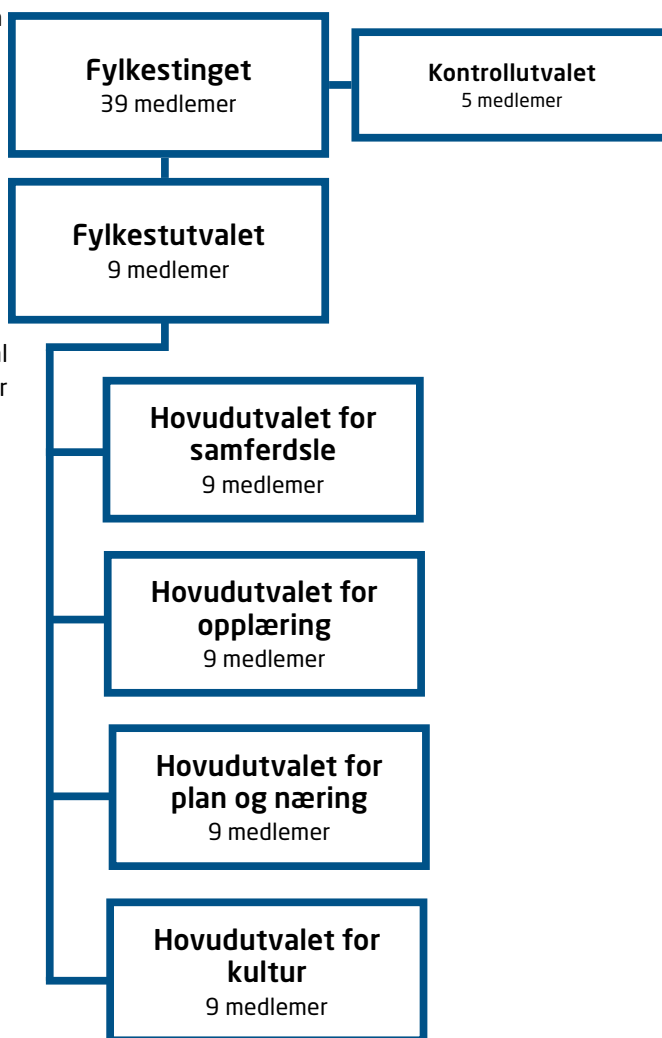 Fylkestinget
39 medlemer
Kontrollutvalet
5 medlemer
Fylkestutvalet
9 medlemer
Hovudutvalet for
samferdsle
9 medlemer
Hovudutvalet for
opplæring
9 medlemer
Hovudutvalet for
plan og næring
9 medlemer
Hovudutvalet for
kultur
9 medlemer